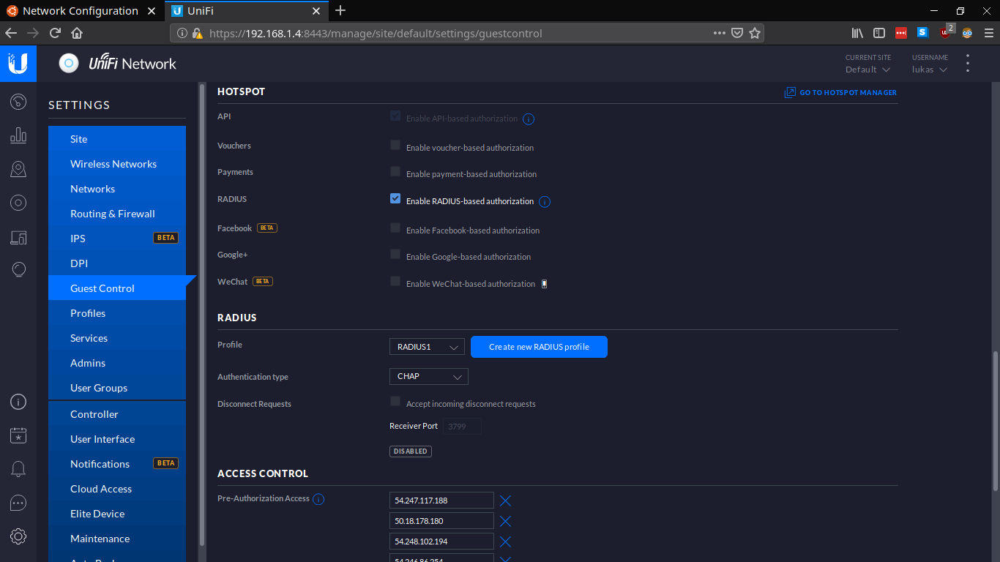 Network Configuration
UniFi
https://192.168.1.4:8443/manage/site/default/settings/guestcontrol
2
UniFi Network
CURRENT SITE
Default
USERNAME
lukas
SETTINGS
Site
Wireless Networks
Networks
Routing & Firewall
IPS BETA
DPI
Guest Control
Profiles
Services
Admins
User Groups
Controller
User Interface
Notifications BETA
Cloud Access
Elite Device
Maintenance
HOTSPOT
GO TO HOTSPOT MANAGER
API Enable API-based authorization
Vouchers Enable voucher-based authorization
Payments Enable payment-based authorization
RADIUS Enable RADIUS-based authorization
Facebook BETA Enable Facebook-based authorization
Google+ Enable Google-based authorization
WeChat BETA Enable WeChat-based authorization
RADIUS
Profile RADIUS1 Create new RADIUS profile
Authentication type CHAP
Disconnect Requests Accept incoming disconnect requests
Receiver Port 3799
DISABLED
ACCESS CONTROL
Pre-Authorization Access 54.247.117.188
50.18.178.180
54.248.102.194
54.246.86.254